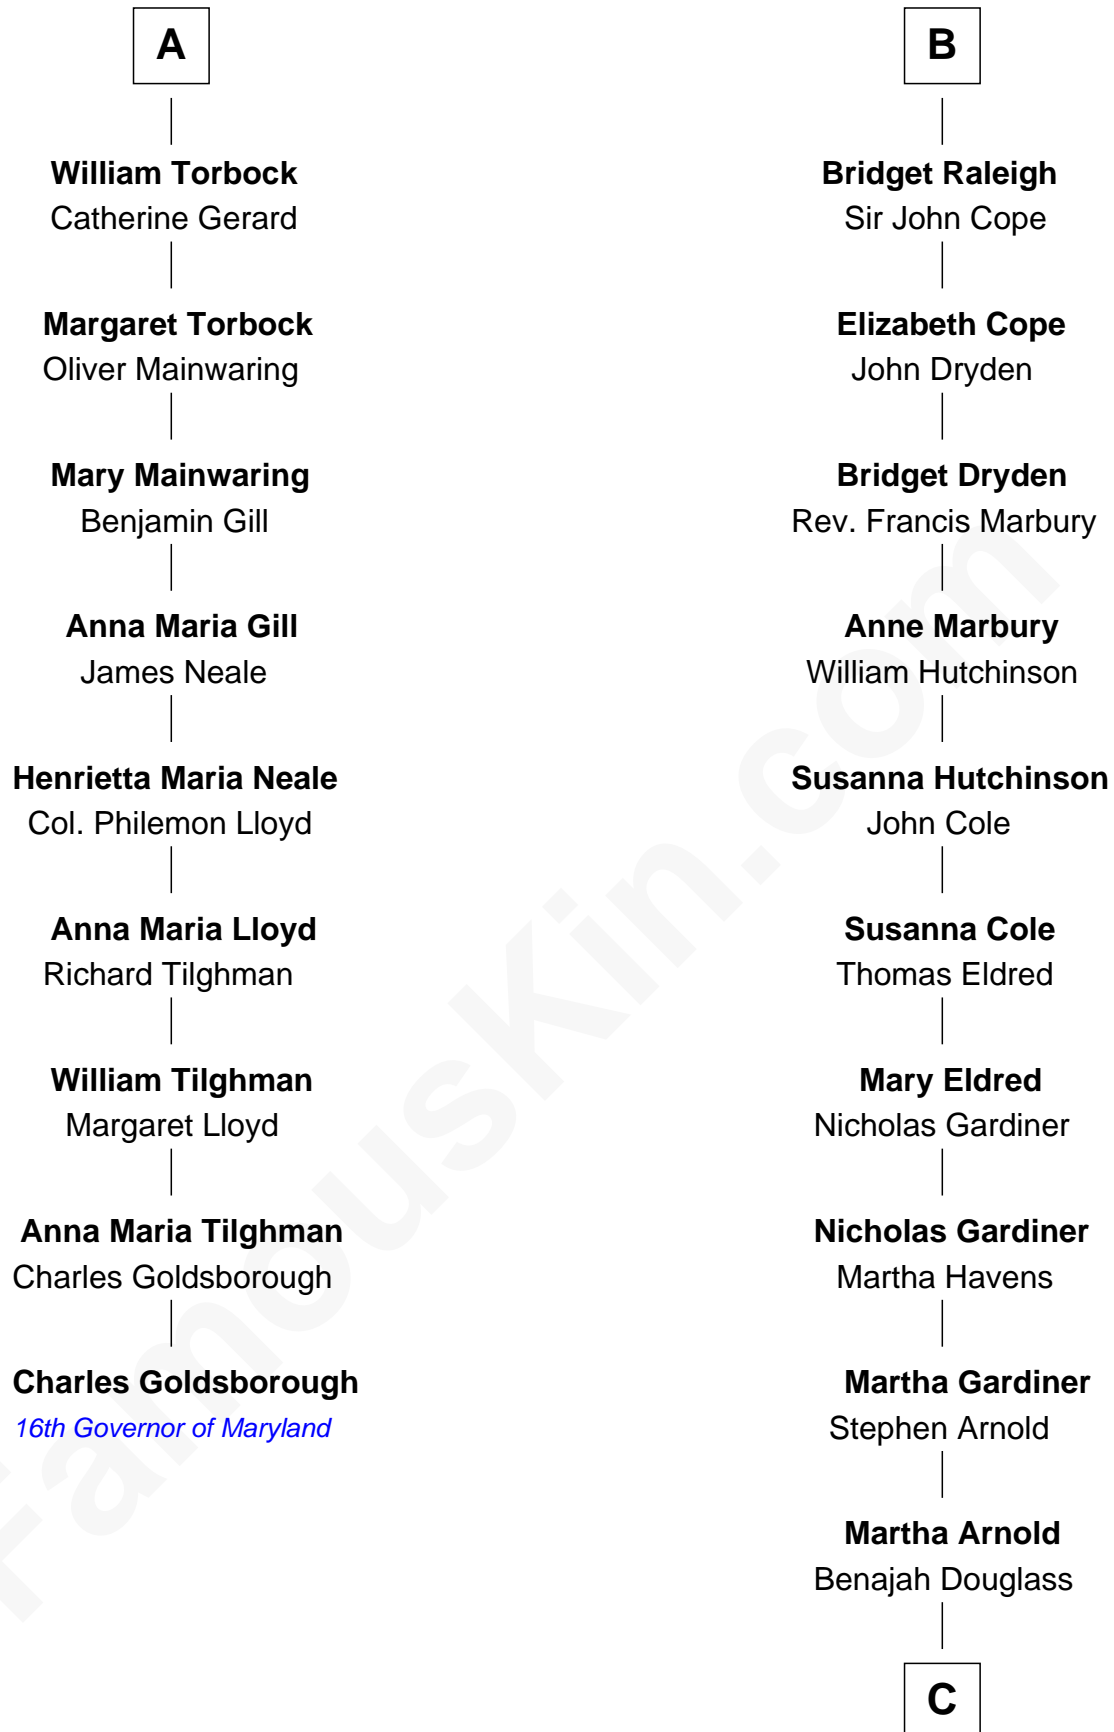 A
William Torbock
Catherine Gerard
Margaret Torbock
Oliver Mainwaring
Mary Mainwaring
Benjamin Gill
Anna Maria Gill
James Neale
Henrietta Maria Neale
Col. Philemon Lloyd
Anna Maria Lloyd
Richard Tilghman
William Tilghman
Margaret Lloyd
Anna Maria Tilghman
Charles Goldsborough
Charles Goldsborough
16th Governor of Maryland
B
Bridget Raleigh
Sir John Cope
Elizabeth Cope
John Dryden
Bridget Dryden
Rev. Francis Marbury
Anne Marbury
William Hutchinson
Susanna Hutchinson
John Cole
Susanna Cole
Thomas Eldred
Mary Eldred
Nicholas Gardiner
Nicholas Gardiner
Martha Havens
Martha Gardiner
Stephen Arnold
Martha Arnold
Benajah Douglass
C
FamousKin.com